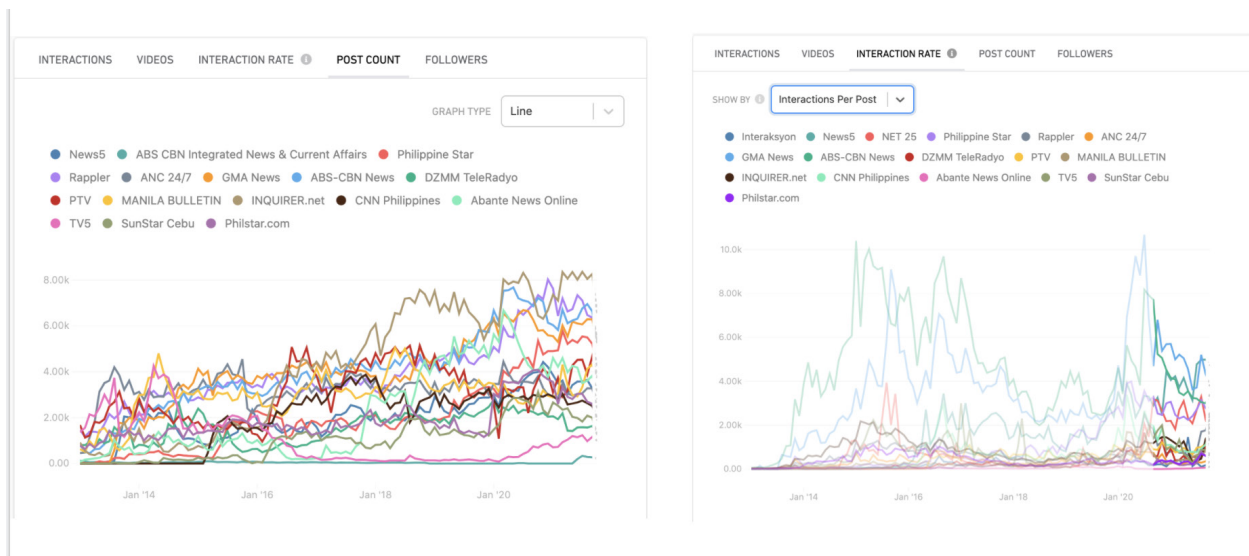 INTERACTIONS VIDEOS INTERACTION RATE POST COUNT FOLLOWERS
GRAPH TYPE Line
News5 ABS CBN Integrated News & Current Affairs Philippine Star
Rappler ANC 24/7 GMA News ABS-CBN News DZMM TeleRadyo
PTV MANILA BULLETIN INQUIRER.net CNN Philippines Abante News Online
TV5 SunStar Cebu Philstar.com
8.00k
6.00k
4.00k
2.00k
0.00
Jan '14 Jan '16 Jan '18 Jan '20
INTERACTIONS VIDEOS INTERACTION RATE POST COUNT FOLLOWERS
SHOW BY Interactions Per Post
Interaksyon News5 NET 25 Philippine Star Rappler ANC 24/7
GMA News ABS-CBN News DZMM TeleRadyo PTV MANILA BULLETIN
INQUIRER.net CNN Philippines Abante News Online TV5 SunStar Cebu
Philstar.com
10.0k
8.00k
6.00k
4.00k
2.00k
0.00
Jan '14 Jan '16 Jan '18 Jan '20